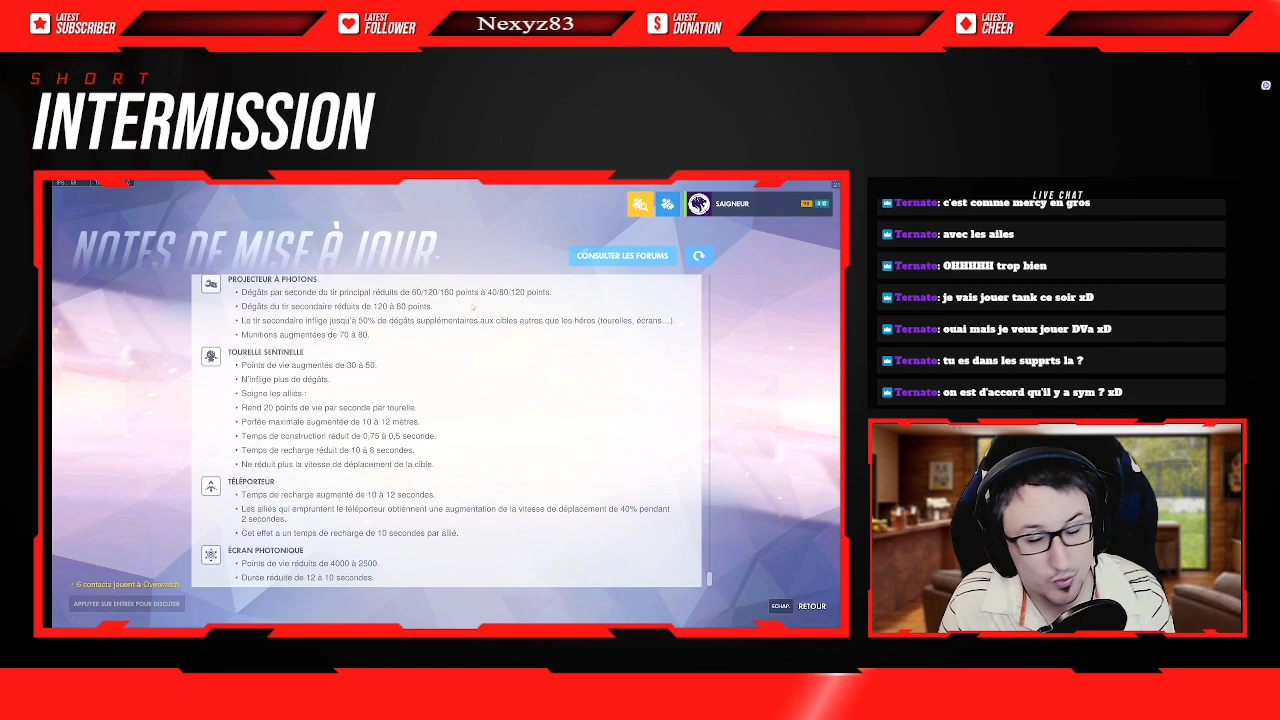 LATEST
SUBSCRIBER
LATEST
FOLLOWER
Nexyz83
LATEST
DONATION
LATEST
CHEER
SHORT
INTERMISSION
SAIGNEUR
NOTES DE MISE À JOUR
CONSULTER LES FORUMS
PROJECTEUR À PHOTONS
• Dégâts par seconde du tir principal réduits de 60/120/180 points à 40/80/120 points.
• Dégâts du tir secondaire réduits de 120 à 80 points.
• Le tir secondaire inflige jusqu'à 50% de dégâts supplémentaires aux cibles autres que les héros (tourelles, écrans…).
• Munitions augmentées de 70 à 80.
TOURELLE SENTINELLE
• Points de vie augmentés de 30 à 50.
• N'inflige plus de dégâts.
• Soigne les alliés :
• Rend 20 points de vie par seconde par tourelle.
• Portée maximale augmentée de 10 à 12 mètres.
• Temps de construction réduit de 0,75 à 0,5 seconde.
• Temps de recharge réduit de 10 à 8 secondes.
• Ne réduit plus la vitesse de déplacement de la cible.
TÉLÉPORTEUR
• Temps de recharge augmenté de 10 à 12 secondes.
• Les alliés qui empruntent le téléporteur obtiennent une augmentation de la vitesse de déplacement de 40% pendant
2 secondes.
• Cet effet a un temps de recharge de 10 secondes par allié.
ÉCRAN PHOTONIQUE
• Points de vie réduits de 4000 à 2500.
• Durée réduite de 12 à 10 secondes.
• 6 contacts jouent à Overwatch
APPUYER SUR ENTRÉE POUR DISCUTER
ECHAP. RETOUR
LIVE CHAT
Ternato: c'est comme mercy en gros
Ternato: avec les ailes
Ternato: OHHHHH trop bien
Ternato: je vais jouer tank ce soir xD
Ternato: ouai mais je veux jouer DVa xD
Ternato: tu es dans les supprts la ?
Ternato: on est d'accord qu'il y a sym ? xD